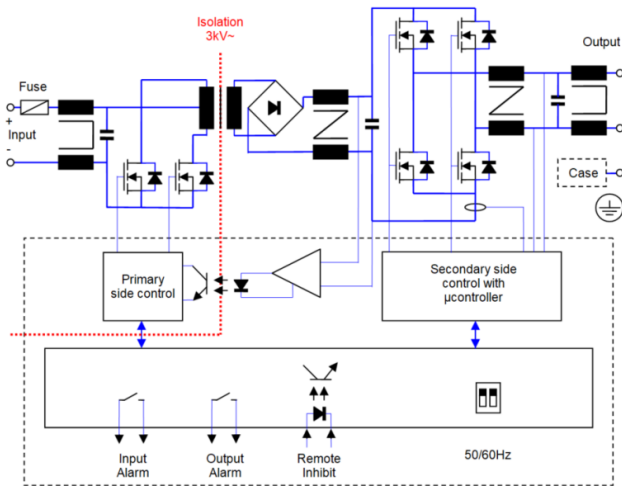 Isolation
3kV~
Output
Fuse
+
Input
-
Case
Primary
side control
Secondary side
control with
µcontroller
Input
Alarm
Output
Alarm
Remote
Inhibit
50/60Hz